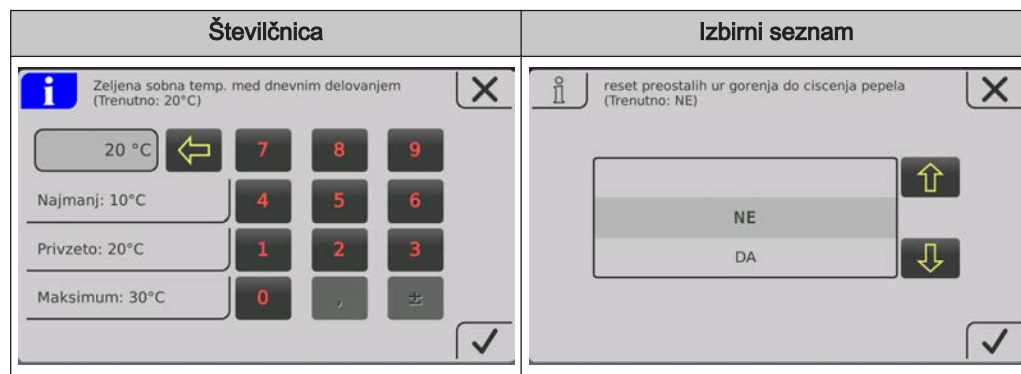 Številčnica
Izbirni seznam
i
Zeljena sobna temp. med dnevnim delovanjem
(Trenutno: 20°C)
20 °C
7 8 9
Najmanj: 10°C
4 5 6
Privzeto: 20°C
1 2 3
Maksimum: 30°C
0 , ±
i
reset preostalih ur gorenja do ciscenja pepela
(Trenutno: NE)
NE
DA